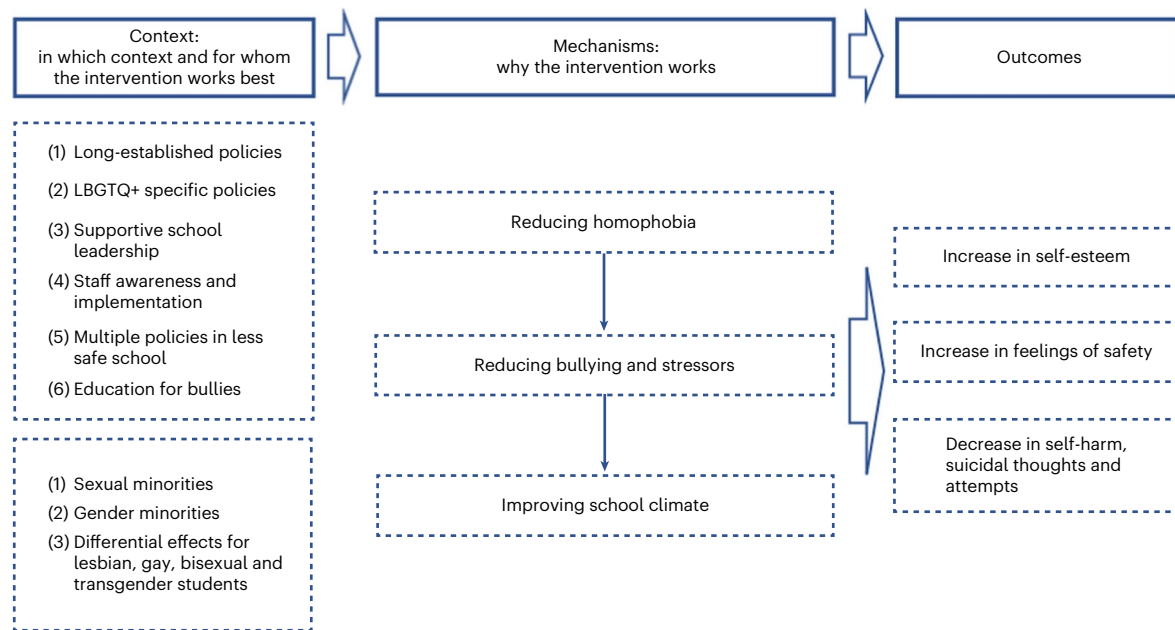 Context:
in which context and for whom
the intervention works best
Mechanisms:
why the intervention works
Outcomes
(1) Long-established policies
(2) LBGTQ+ specific policies
(3) Supportive school
leadership
(4) Staff awareness and
implementation
(5) Multiple policies in less
safe school
(6) Education for bullies
(1) Sexual minorities
(2) Gender minorities
(3) Differential effects for
lesbian, gay, bisexual and
transgender students
Reducing homophobia
Reducing bullying and stressors
Improving school climate
Increase in self-esteem
Increase in feelings of safety
Decrease in self-harm,
suicidal thoughts and
attempts